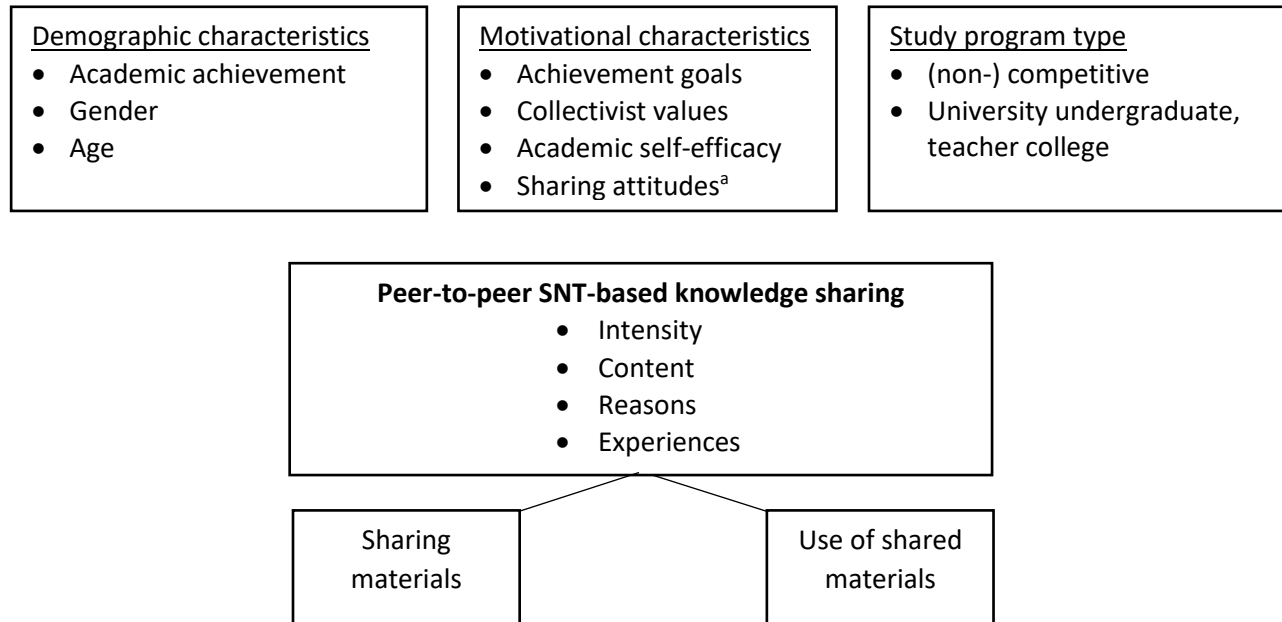 Demographic characteristics
• Academic achievement
• Gender
• Age
Motivational characteristics
• Achievement goals
• Collectivist values
• Academic self-efficacy
• Sharing attitudesᵃ
Study program type
• (non-) competitive
• University undergraduate,
teacher college
Peer-to-peer SNT-based knowledge sharing
• Intensity
• Content
• Reasons
• Experiences
Sharing
materials
Use of shared
materials